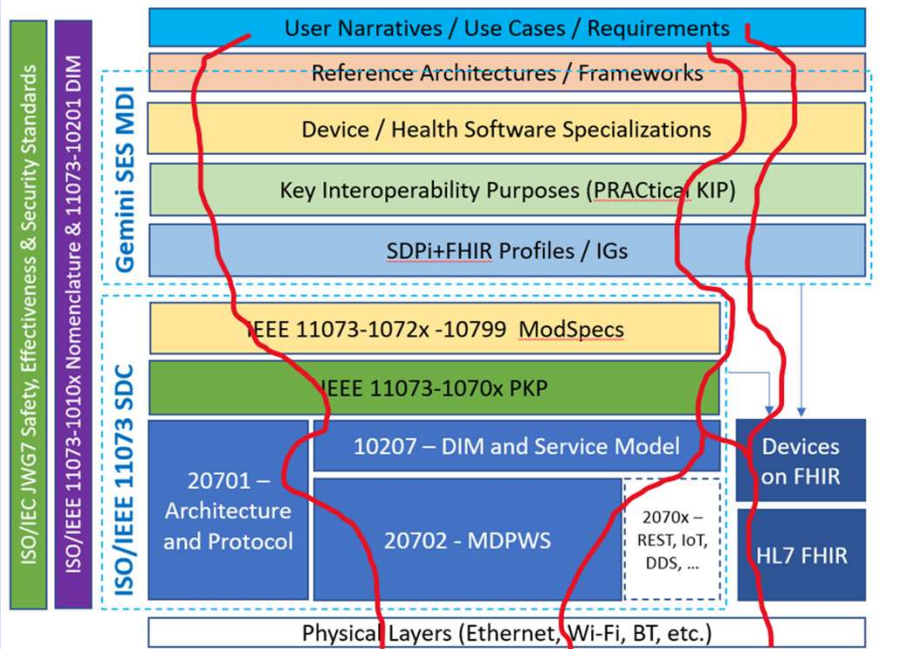 ISO/IEC JWG7 Safety, Effectiveness & Security Standards
ISO/IEEE 11073-1010x Nomenclature & 11073-10201 DIM
User Narratives / Use Cases / Requirements
Gemini SES MDI
Reference Architectures / Frameworks
Device / Health Software Specializations
Key Interoperability Purposes (PRACtical KIP)
SDPi+FHIR Profiles / IGs
ISO/IEEE 11073 SDC
IEEE 11073-1072x -10799 ModSpecs
IEEE 11073-1070x PKP
20701 –
Architecture
and Protocol
10207 – DIM and Service Model
20702 - MDPWS
2070x –
REST, IoT,
DDS, ...
Devices
on FHIR
HL7 FHIR
Physical Layers (Ethernet, Wi-Fi, BT, etc.)